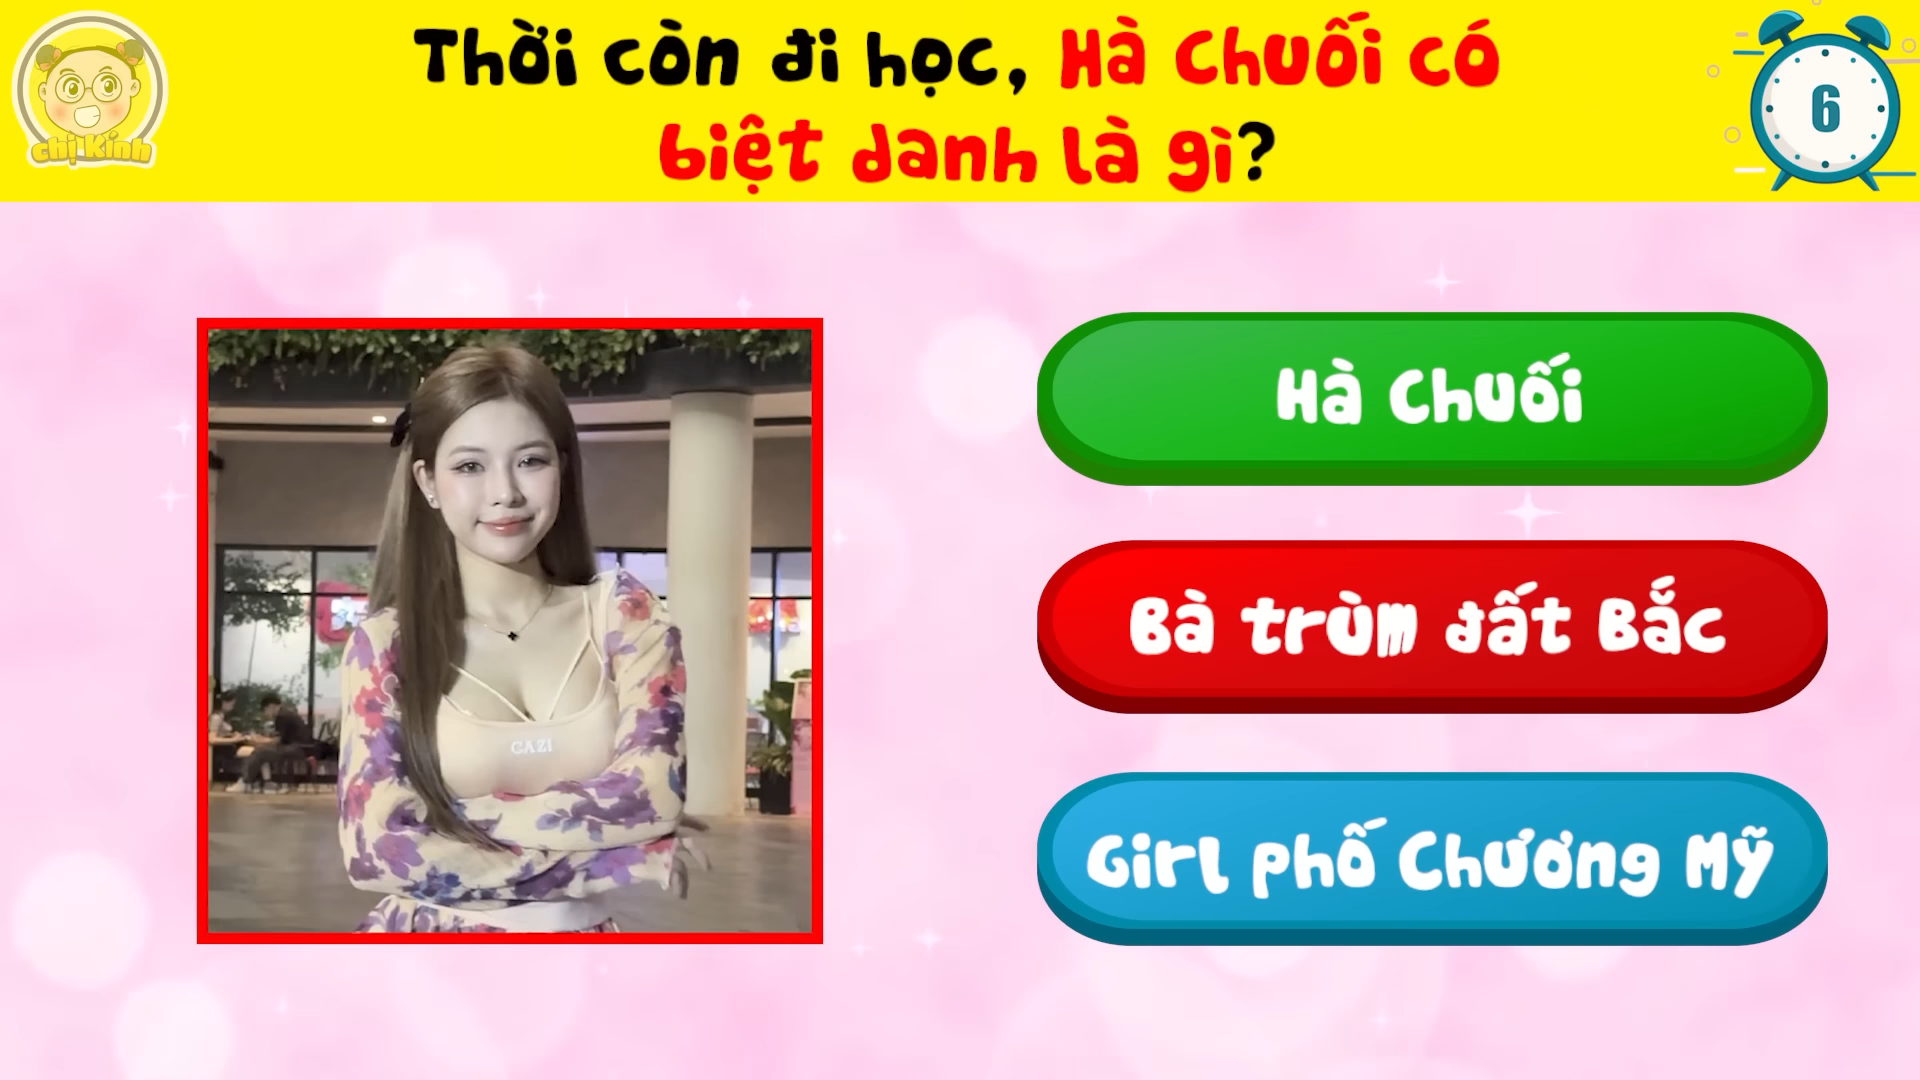 Thời còn đi học, Hà Chuối có
biệt danh là gì?
chị Kính
6
Hà Chuối
Bà trùm đất Bắc
Girl phố Chương Mỹ
CAZI